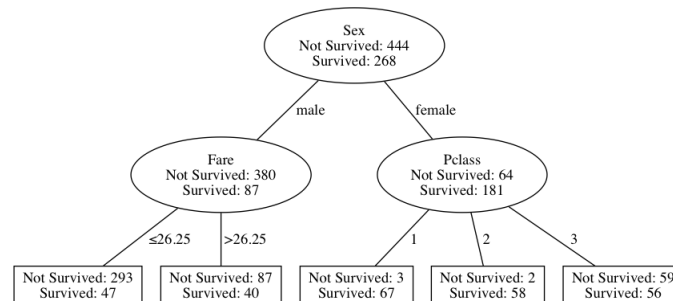 Sex
Not Survived: 444
Survived: 268
male
female
Fare
Not Survived: 380
Survived: 87
Pclass
Not Survived: 64
Survived: 181
≤26.25
>26.25
1
2
3
Not Survived: 293
Survived: 47
Not Survived: 87
Survived: 40
Not Survived: 3
Survived: 67
Not Survived: 2
Survived: 58
Not Survived: 59
Survived: 56